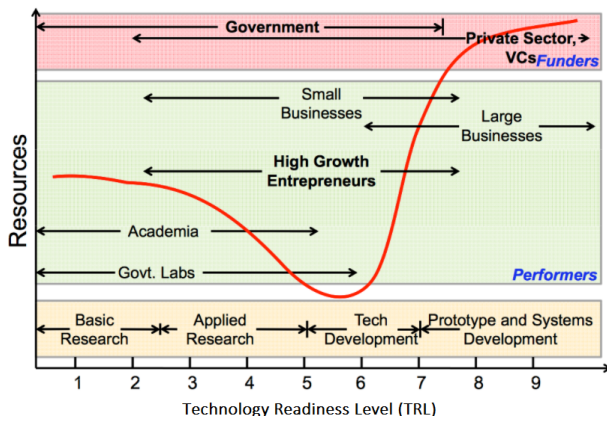 Government
Private Sector,
VCs
Funders
Small
Businesses
Large
Businesses
High Growth
Entrepreneurs
Academia
Govt. Labs
Performers
Basic
Research
Applied
Research
Tech
Development
Prototype and Systems
Development
Resources
1 2 3 4 5 6 7 8 9
Technology Readiness Level (TRL)